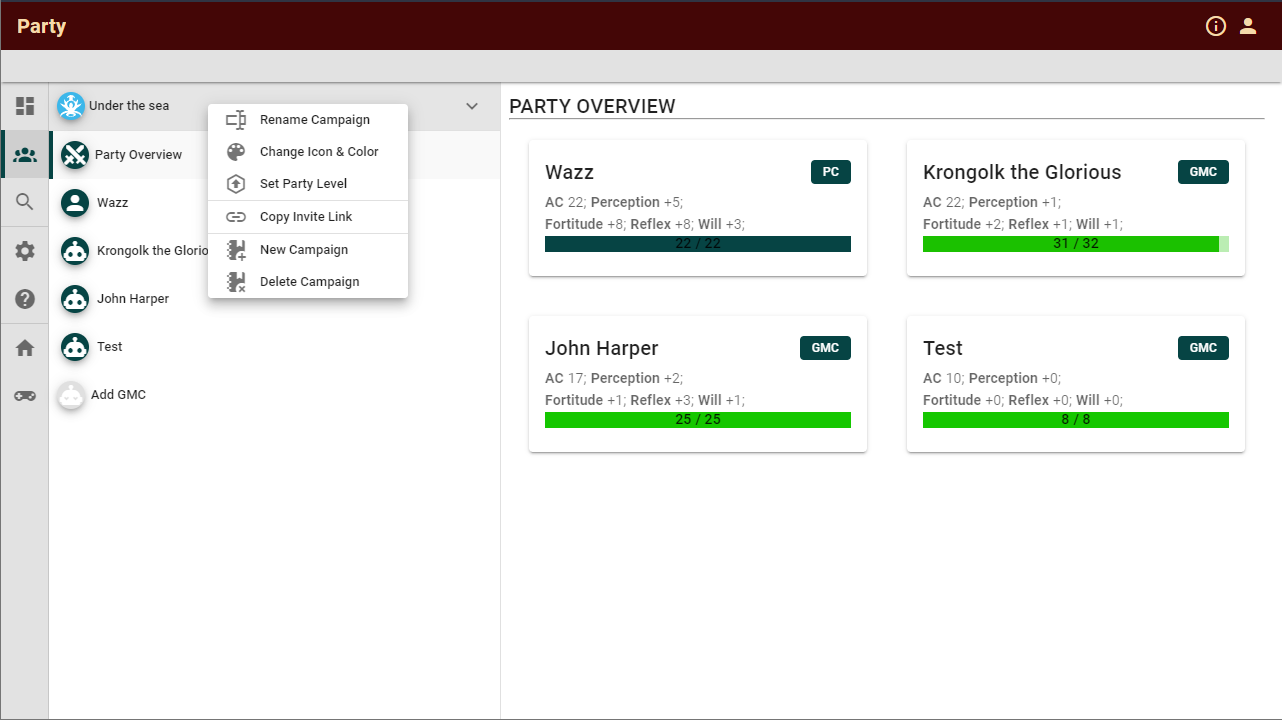 Party
Under the sea
Rename Campaign
Change Icon & Color
Set Party Level
Copy Invite Link
New Campaign
Delete Campaign
Party Overview
Wazz
Krongolk the Glorio
John Harper
Test
Add GMC
PARTY OVERVIEW
Wazz PC
AC 22; Perception +5;
Fortitude +8; Reflex +8; Will +3;
22 / 22
Krongolk the Glorious GMC
AC 22; Perception +1;
Fortitude +2; Reflex +1; Will +1;
31 / 32
John Harper GMC
AC 17; Perception +2;
Fortitude +1; Reflex +3; Will +1;
25 / 25
Test GMC
AC 10; Perception +0;
Fortitude +0; Reflex +0; Will +0;
8 / 8